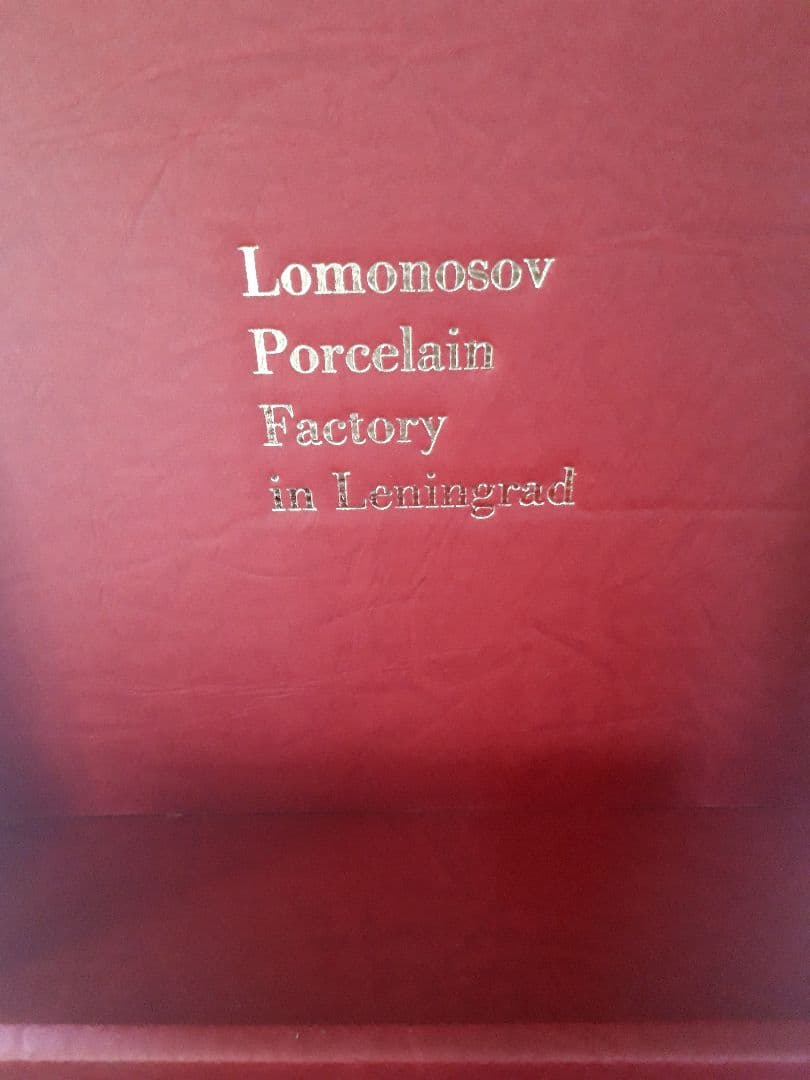 Lomonosov
Porcelain
Factory
in Leningrad